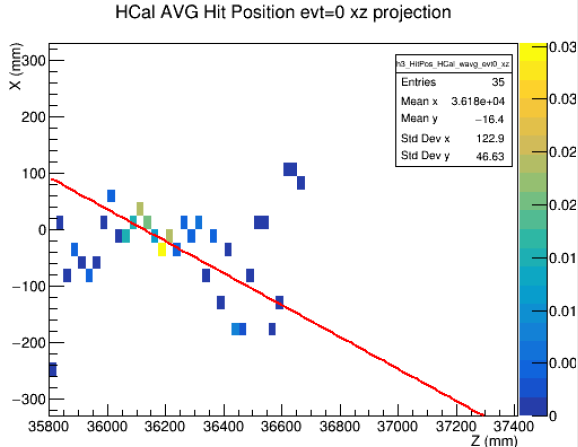 HCal AVG Hit Position evt=0 xz projection
X (mm)
300
200
100
0
−100
−200
−300
h3_HitPos_HCal_wavg_evt0_xz
Entries 35
Mean x 3.618e+04
Mean y −16.4
Std Dev x 122.9
Std Dev y 46.63
0.03
0.03
0.02
0.02
0.01
0.01
0.00
0
35800 36000 36200 36400 36600 36800 37000 37200 37400
Z (mm)